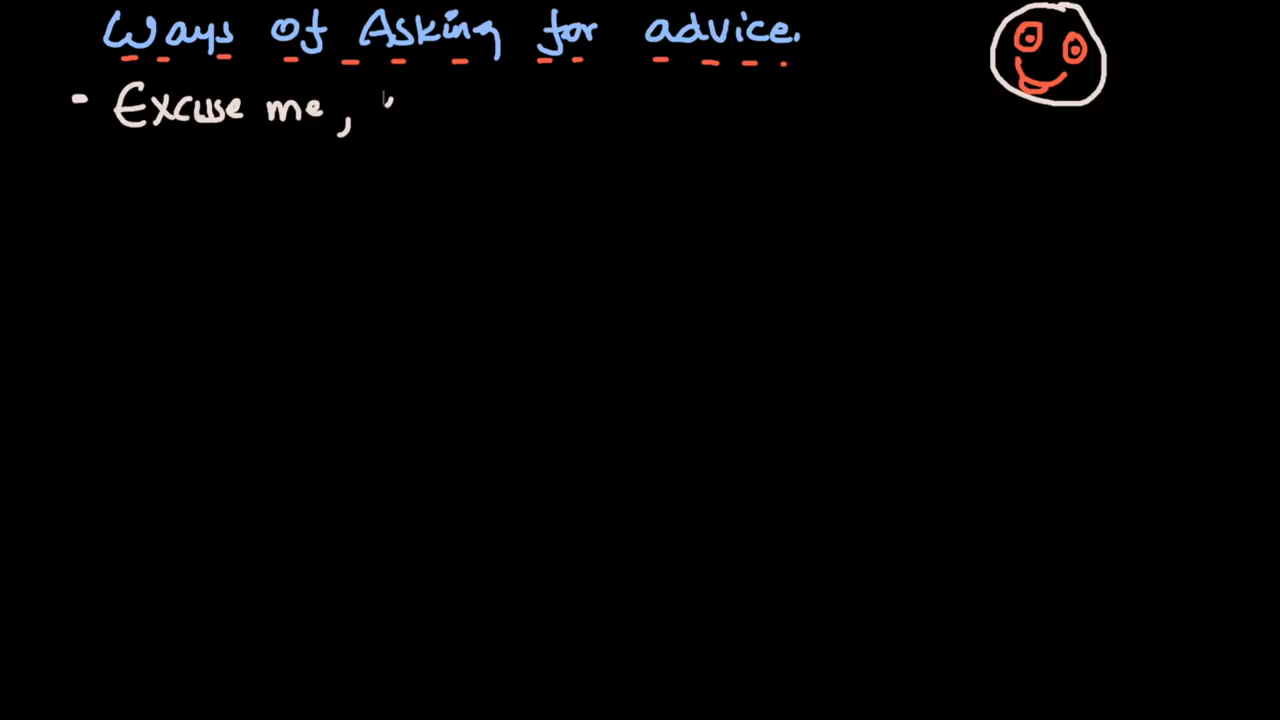 Ways of Asking for advice.
- Excuse me,